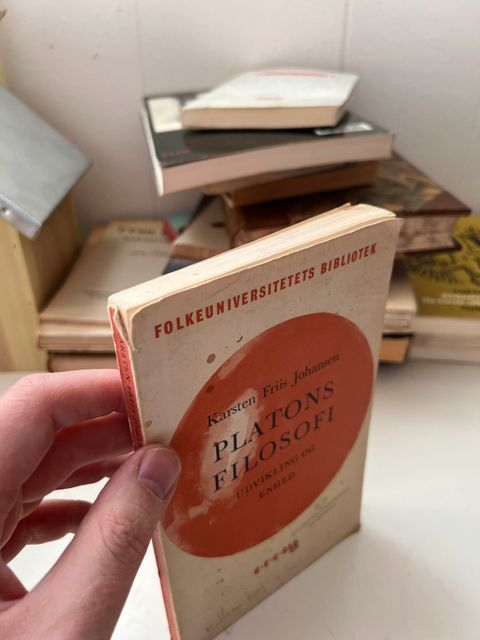 FOLKEUNIVERSITETETS BIBLIOTEK
Karsten Friis Johansen
PLATONS
FILOSOFI
UDVIKLING OG
ENHED